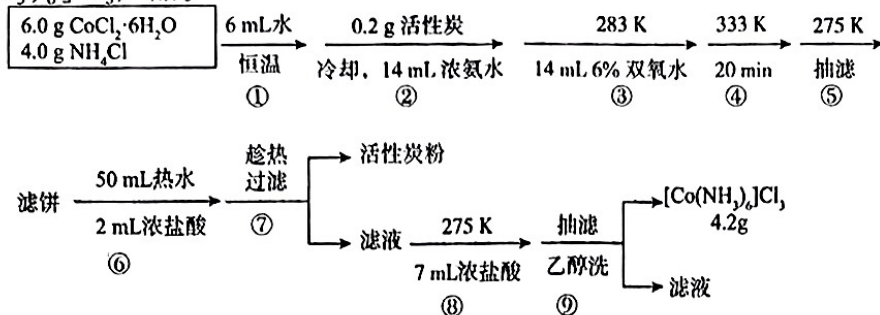 6.0 g CoCl₂·6H₂O
4.0 g NH₄Cl
6 mL水
恒温
①
0.2 g 活性炭
冷却，14 mL 浓氨水
②
283 K
14 mL 6% 双氧水
③
333 K
20 min
④
275 K
抽滤
⑤
滤饼
50 mL热水
2 mL浓盐酸
⑥
趁热
过滤
⑦
活性炭粉
滤液
275 K
7 mL浓盐酸
⑧
抽滤
乙醇洗
⑨
[Co(NH₃)₆]Cl₃
4.2g
滤液